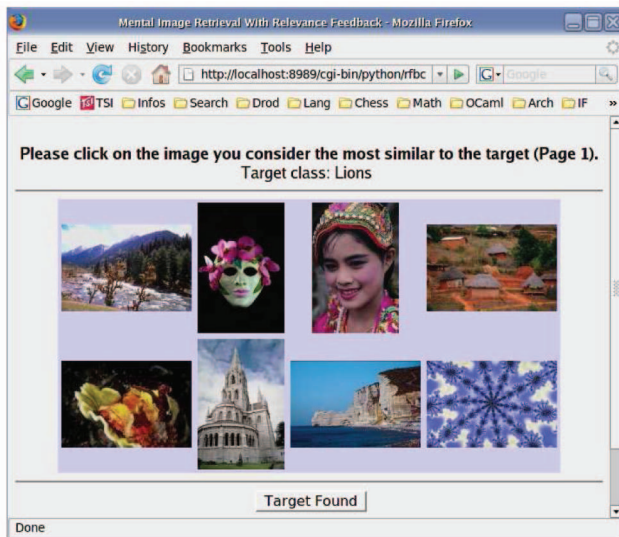 Mental Image Retrieval With Relevance Feedback - Mozilla Firefox
File Edit View History Bookmarks Tools Help
http://localhost:8989/cgi-bin/python/rfbc G Google
Google TSI Infos Search Drod Lang Chess Math OCaml Arch IF »
Please click on the image you consider the most similar to the target (Page 1).
Target class: Lions
Target Found
Done